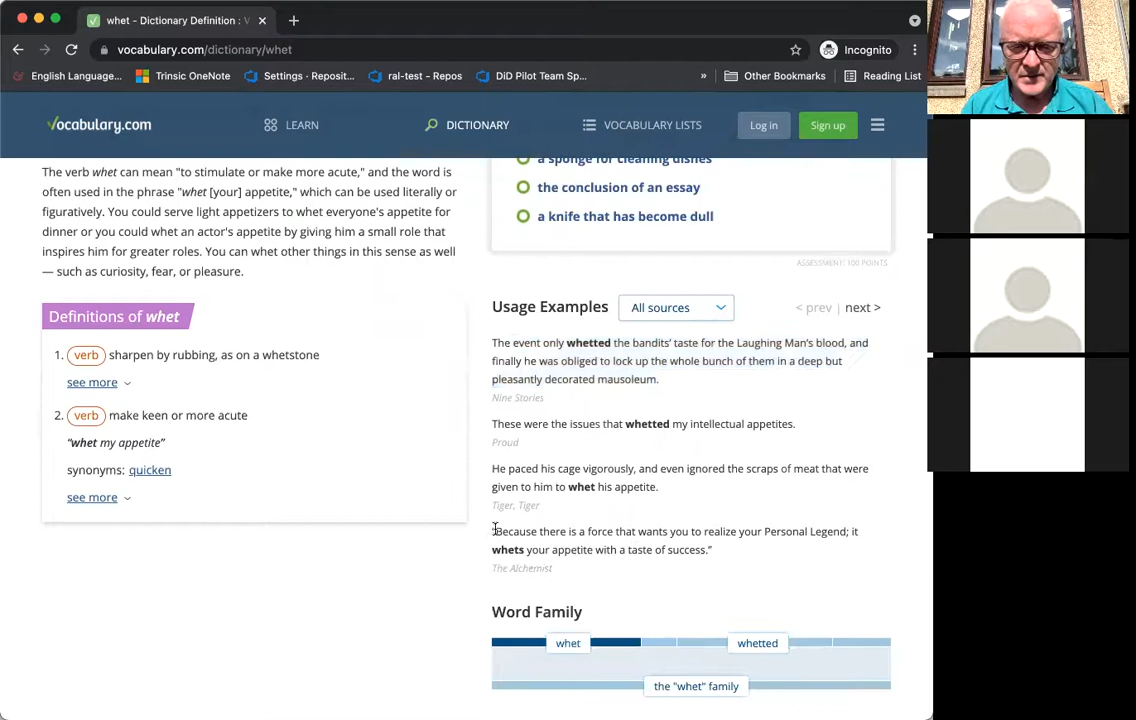 whet - Dictionary Definition : V
vocabulary.com/dictionary/whet
Incognito
English Language...
Trinsic OneNote
Settings · Reposit...
ral-test – Repos
DiD Pilot Team Sp...
»
Other Bookmarks
Reading List
Vocabulary.com
LEARN
DICTIONARY
VOCABULARY LISTS
Log in
Sign up
The verb whet can mean "to stimulate or make more acute," and the word is
often used in the phrase "whet [your] appetite," which can be used literally or
figuratively. You could serve light appetizers to whet everyone's appetite for
dinner or you could whet an actor's appetite by giving him a small role that
inspires him for greater roles. You can whet other things in this sense as well
— such as curiosity, fear, or pleasure.
Definitions of whet
1. verb sharpen by rubbing, as on a whetstone
see more
2. verb make keen or more acute
“whet my appetite”
synonyms: quicken
see more
a sponge for cleaning dishes
the conclusion of an essay
a knife that has become dull
ASSESSMENT: 100 POINTS
Usage Examples
All sources
< prev
next >
The event only whetted the bandits’ taste for the Laughing Man’s blood, and
finally he was obliged to lock up the whole bunch of them in a deep but
pleasantly decorated mausoleum.
Nine Stories
These were the issues that whetted my intellectual appetites.
Proud
He paced his cage vigorously, and even ignored the scraps of meat that were
given to him to whet his appetite.
Tiger, Tiger
“Because there is a force that wants you to realize your Personal Legend; it
whets your appetite with a taste of success.”
The Alchemist
Word Family
whet
whetted
the "whet" family